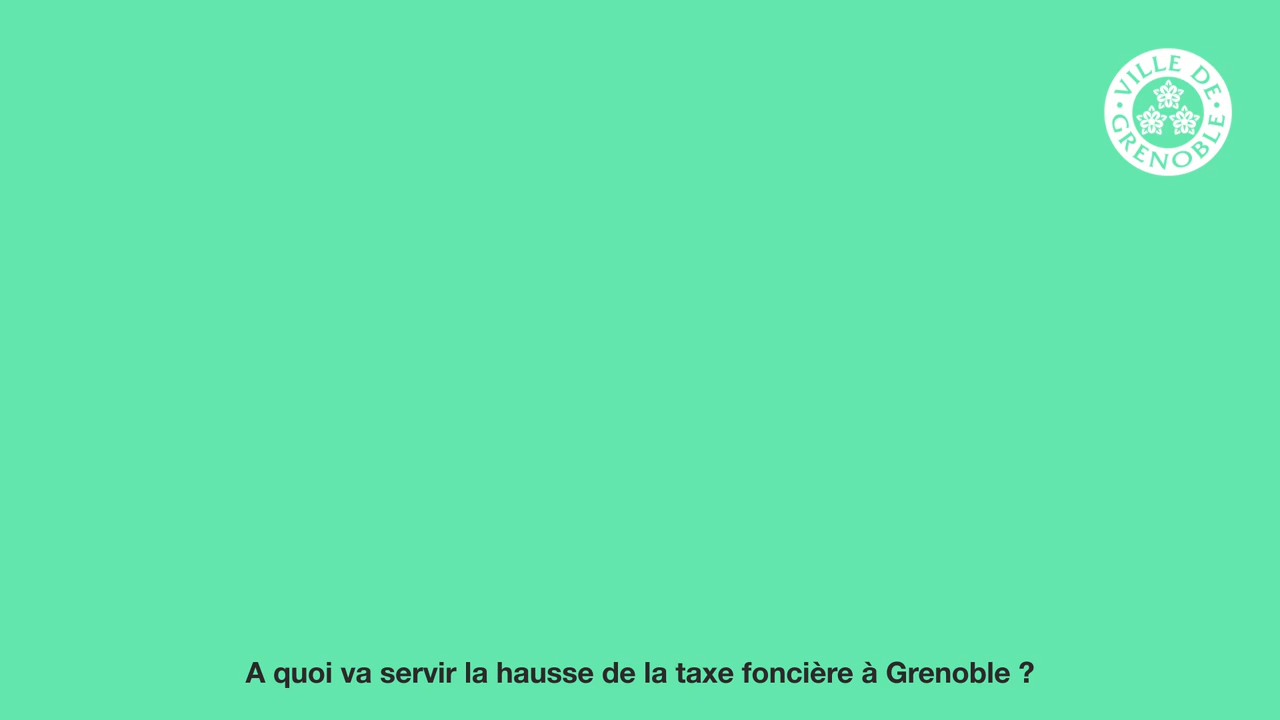 VILLE DE
GRENOBLE
A quoi va servir la hausse de la taxe foncière à Grenoble ?